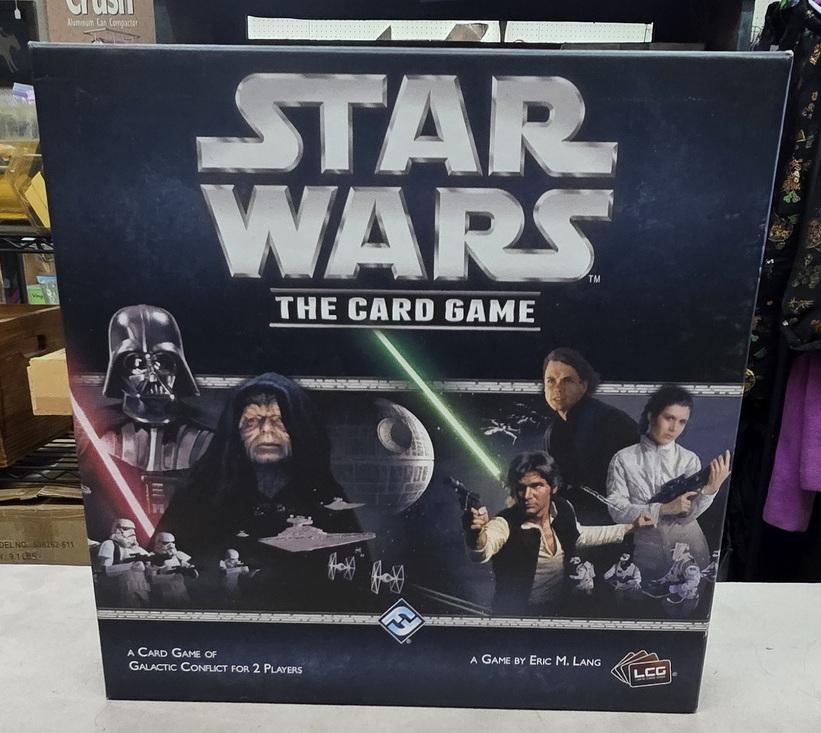 Crush
Aluminum Can Compactor
STAR
WARS
TM
THE CARD GAME
A CARD GAME OF
GALACTIC CONFLICT FOR 2 PLAYERS
A GAME BY ERIC M. LANG
LCG